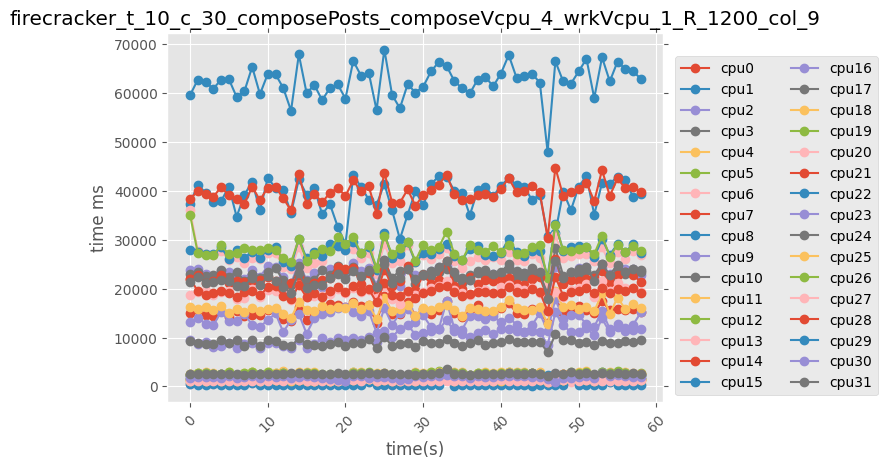 firecracker_t_10_c_30_composePosts_composeVcpu_4_wrkVcpu_1_R_1200_col_9
70000
60000
50000
40000
30000
20000
10000
0
time ms
0
10
20
30
40
50
60
time(s)
cpu0
cpu1
cpu2
cpu3
cpu4
cpu5
cpu6
cpu7
cpu8
cpu9
cpu10
cpu11
cpu12
cpu13
cpu14
cpu15
cpu16
cpu17
cpu18
cpu19
cpu20
cpu21
cpu22
cpu23
cpu24
cpu25
cpu26
cpu27
cpu28
cpu29
cpu30
cpu31